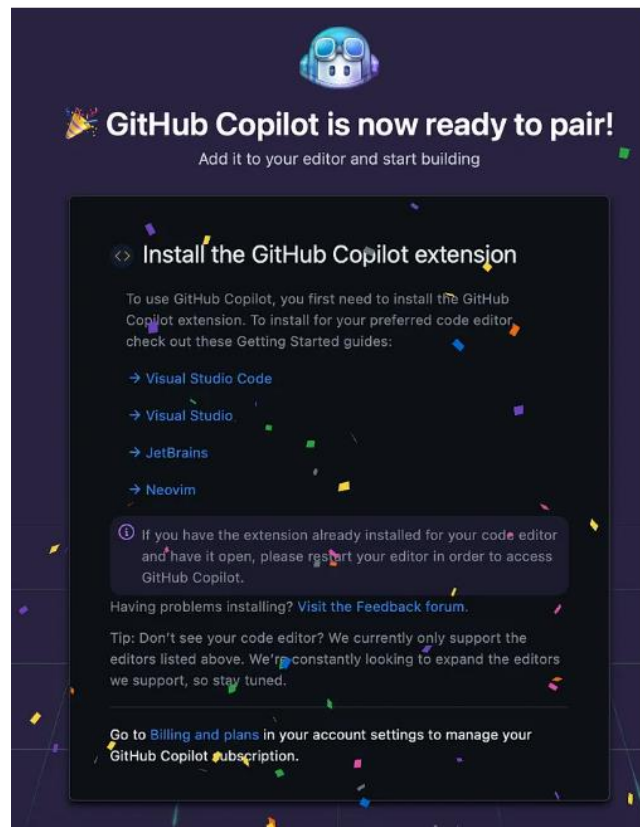 GitHub Copilot is now ready to pair!
Add it to your editor and start building
Install the GitHub Copilot extension
To use GitHub Copilot, you first need to install the GitHub
Copilot extension. To install for your preferred code editor,
check out these Getting Started guides:
→ Visual Studio Code
→ Visual Studio
→ JetBrains
→ Neovim
If you have the extension already installed for your code editor
and have it open, please restart your editor in order to access
GitHub Copilot.
Having problems installing? Visit the Feedback forum.
Tip: Don't see your code editor? We currently only support the
editors listed above. We're constantly looking to expand the editors
we support, so stay tuned.
Go to Billing and plans in your account settings to manage your
GitHub Copilot subscription.